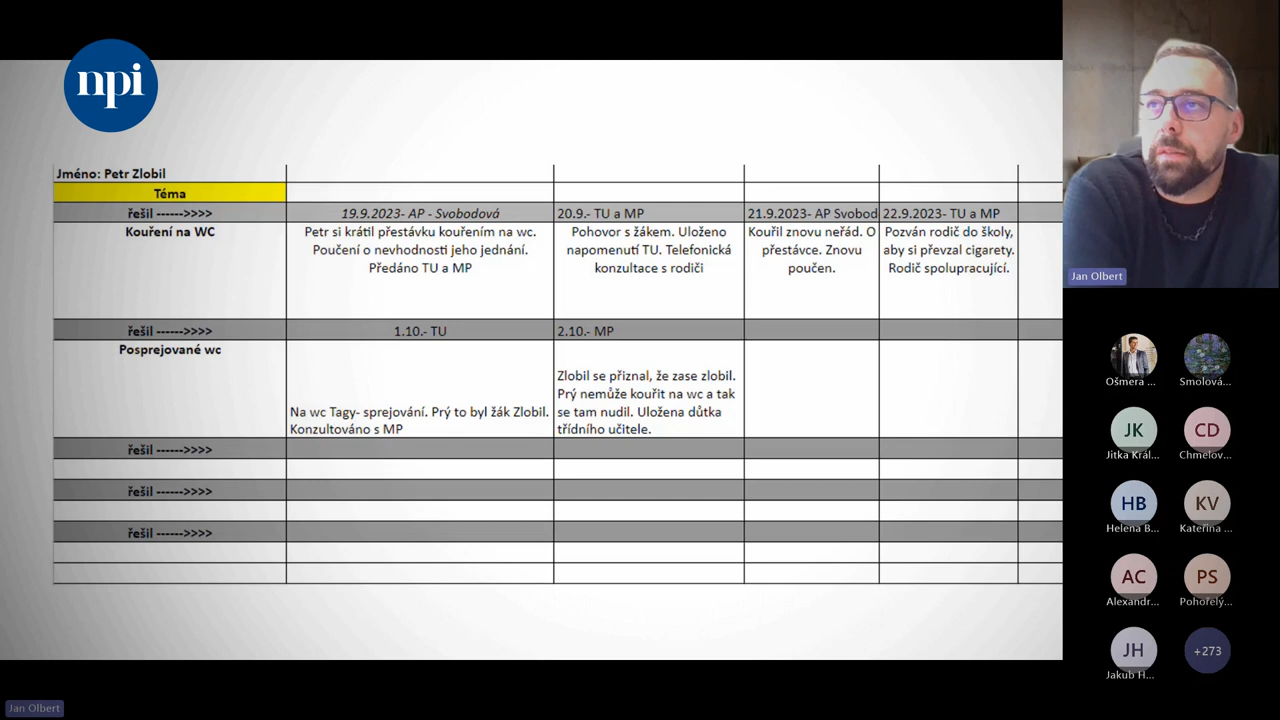 npi
Jméno: Petr Zlobil
Téma
řešil ------>>>>
19.9.2023- AP - Svobodová
20.9.- TU a MP
21.9.2023- AP Svobod
22.9.2023- TU a MP
Kouření na WC
Petr si krátil přestávku kouřením na wc.
Poučení o nevhodnosti jeho jednání.
Předáno TU a MP
Pohovor s žákem. Uloženo
napomenutí TU. Telefonická
konzultace s rodiči
Kouřil znovu neřád. O
přestávce. Znovu
poučen.
Pozván rodič do školy,
aby si převzal cigarety.
Rodič spolupracující.
řešil ------>>>>
1.10.- TU
2.10.- MP
Posprejované wc
Na wc Tagy- sprejování. Prý to byl žák Zlobil.
Konzultováno s MP
Zlobil se přiznal, že zase zlobil.
Prý nemůže kouřit na wc a tak
se tam nudil. Uložena důtka
třídního učitele.
řešil ------>>>>
řešil ------>>>>
řešil ------>>>>
Jan Olbert
Ošmera ...
Smolová...
JK
Jitka Král...
CD
Chmelov...
HB
Helena B...
KV
Kateřina ...
AC
Alexandr...
PS
Pohořelý...
JH
Jakub H...
+273
Jan Olbert